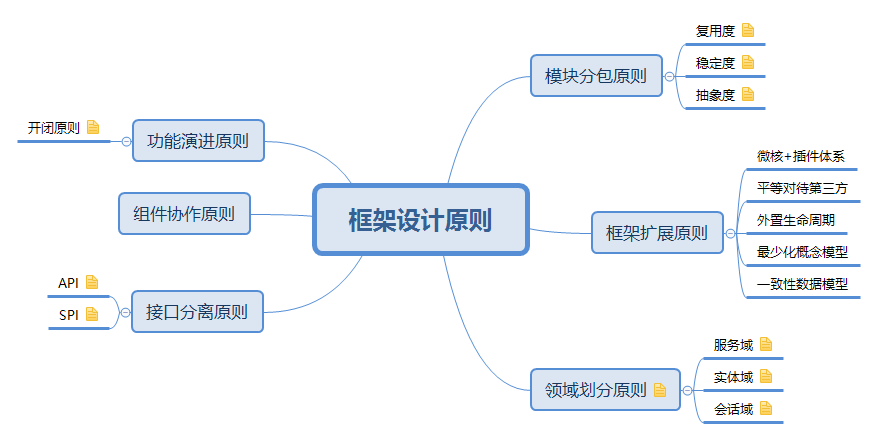 框架设计原则
模块分包原则
复用度
稳定度
抽象度
框架扩展原则
微核+插件体系
平等对待第三方
外置生命周期
最少化概念模型
一致性数据模型
领域划分原则
服务域
实体域
会话域
功能演进原则
开闭原则
组件协作原则
接口分离原则
API
SPI